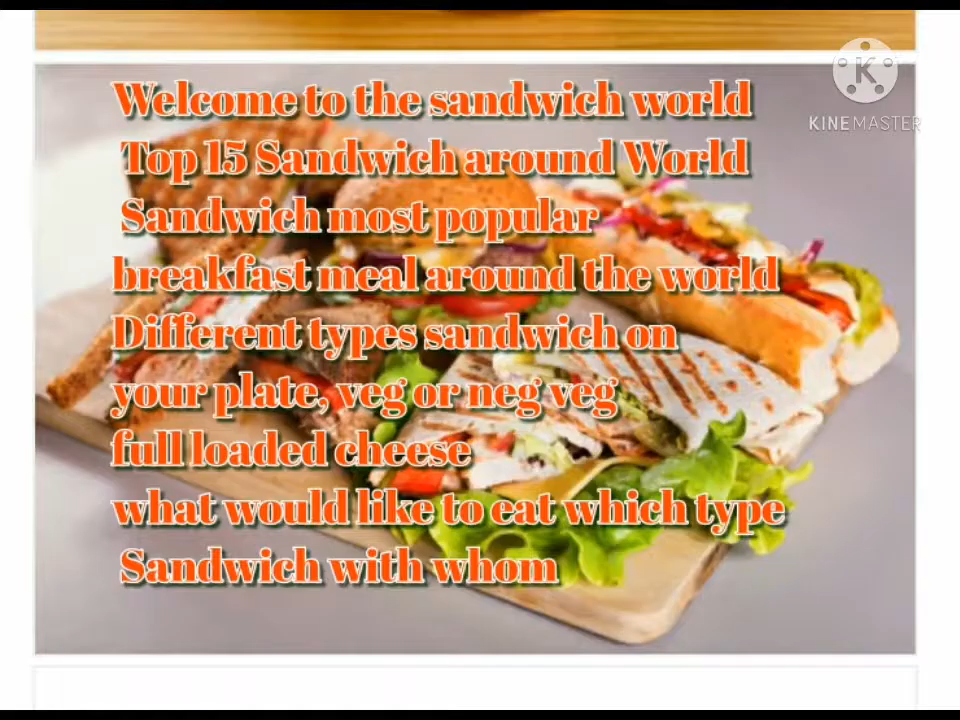 Welcome to the sandwich world
Top 15 Sandwich around World
Sandwich most popular
breakfast meal around the world
Different types sandwich on
your plate, veg or neg veg
full loaded cheese
what would like to eat which type
Sandwich with whom
K
KINEMASTER